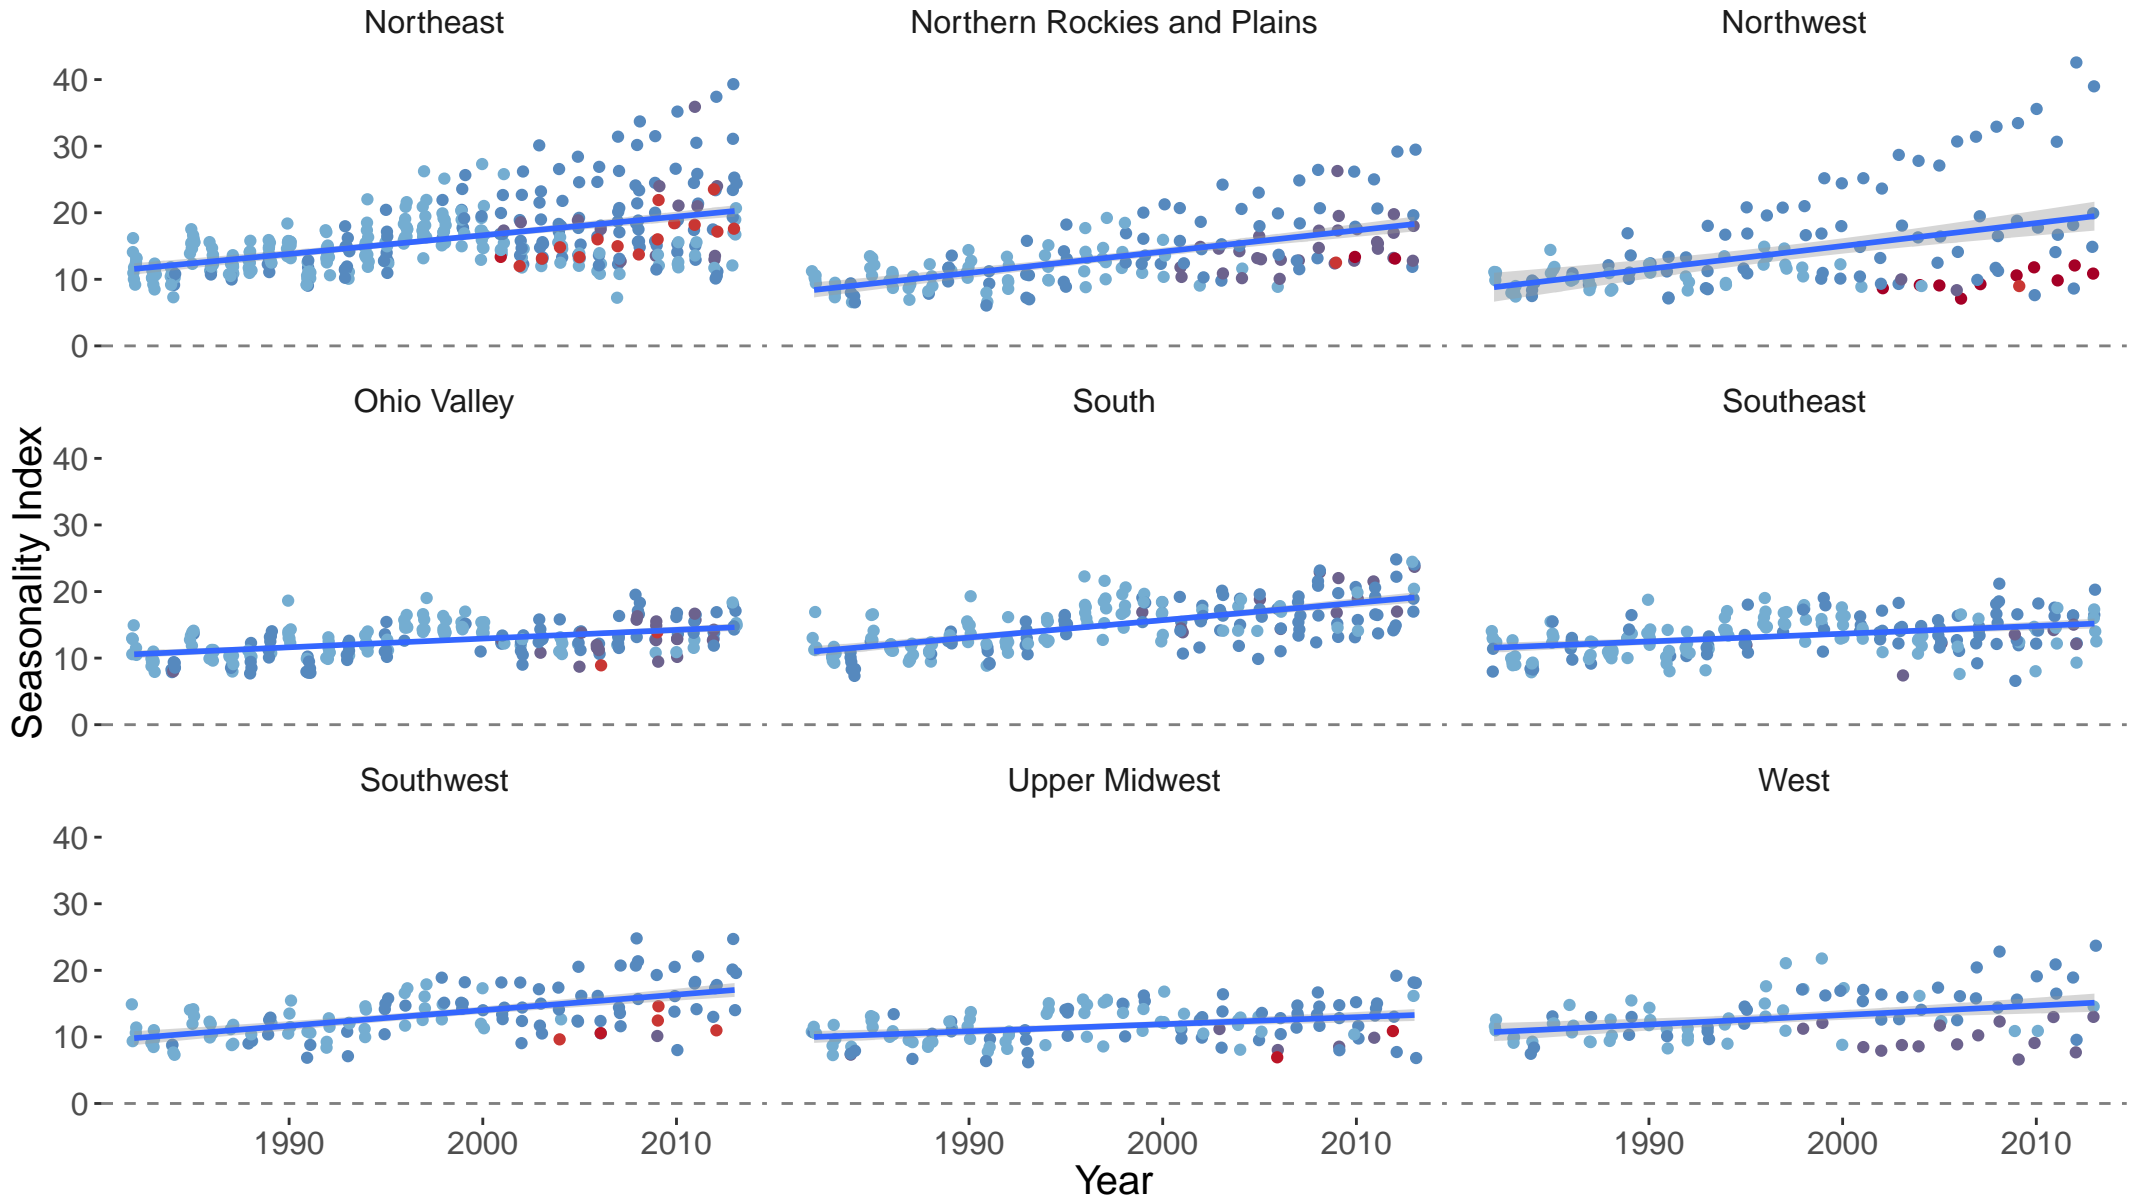 Northeast
Northern Rockies and Plains
Northwest
40
30
20
10
0
Ohio Valley
South
Southeast
Seasonality Index
40
30
20
10
0
Southwest
Upper Midwest
West
40
30
20
10
0
1990
2000
2010
1990
2000
2010
1990
2000
2010
Year